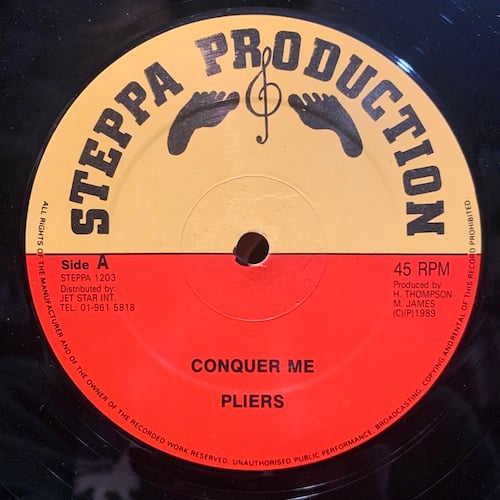 STEPPA PRODUCTION
Side A
STEPPA 1203
Distributed by:
JET STAR INT.
TEL: 01-961 5818
45 RPM
Produced by
H. THOMPSON
M. JAMES
(C)(P)1989
CONQUER ME
PLIERS
ALL RIGHTS OF THE MANUFACTURER AND OF THE OWNER OF THE RECORDED WORK RESERVED. UNAUTHORISED PUBLIC PERFORMANCE, BROADCASTING, COPYING AND RENTAL OF THIS RECORD PROHIBITED.